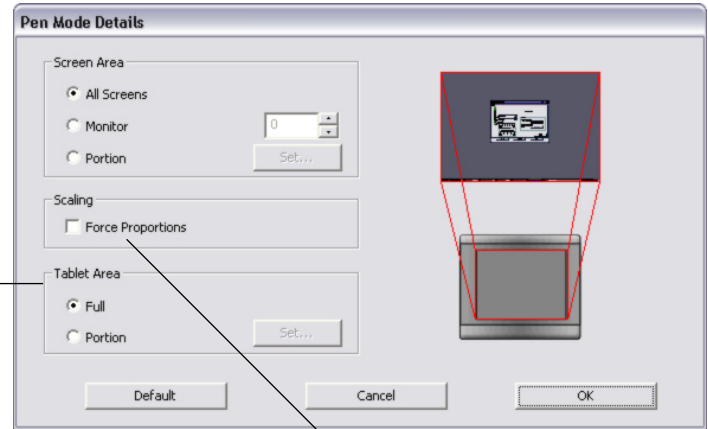 Pen Mode Details
Screen Area
All Screens
Monitor
0
Portion
Set...
Scaling
Force Proportions
Tablet Area
Full
Portion
Set...
Default
Cancel
OK